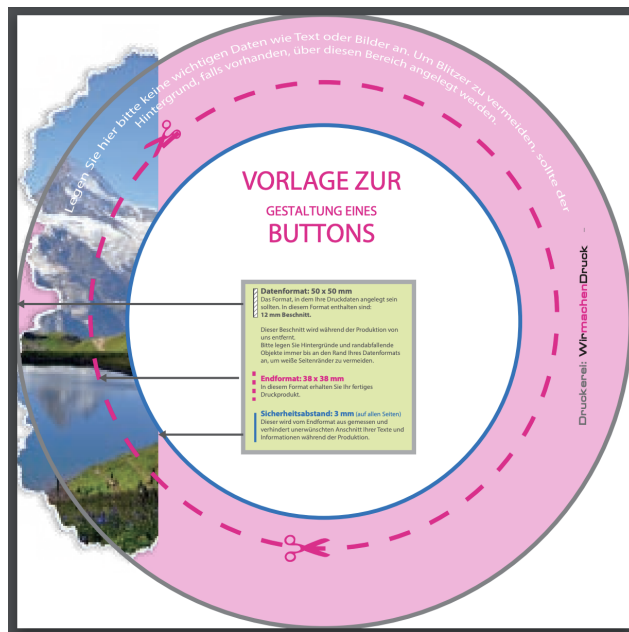 Legen Sie hier bitte keine wichtigen Daten wie Text oder Bilder an. Um Blitzer zu vermeiden, sollte der
Hintergrund, falls vorhanden, über diesen Bereich angelegt werden.
VORLAGE ZUR
GESTALTUNG EINES
BUTTONS
Datenformat: 50 x 50 mm
Das Format, in dem Ihre Druckdaten angelegt sein
sollten. In diesem Format enthalten sind:
12 mm Beschnitt.
Dieser Beschnitt wird während der Produktion von
uns entfernt.
Bitte legen Sie Hintergründe und randabfallende
Objekte immer bis an den Rand Ihres Datenformats
an, um weiße Seitenränder zu vermeiden.
Endformat: 38 x 38 mm
In diesem Format erhalten Sie Ihr fertiges
Druckprodukt.
Sicherheitsabstand: 3 mm (auf allen Seiten)
Dieser wird vom Endformat aus gemessen und
verhindert unerwünschten Anschnitt Ihrer Texte und
Informationen während der Produktion.
Druckerei: WirmachenDruck